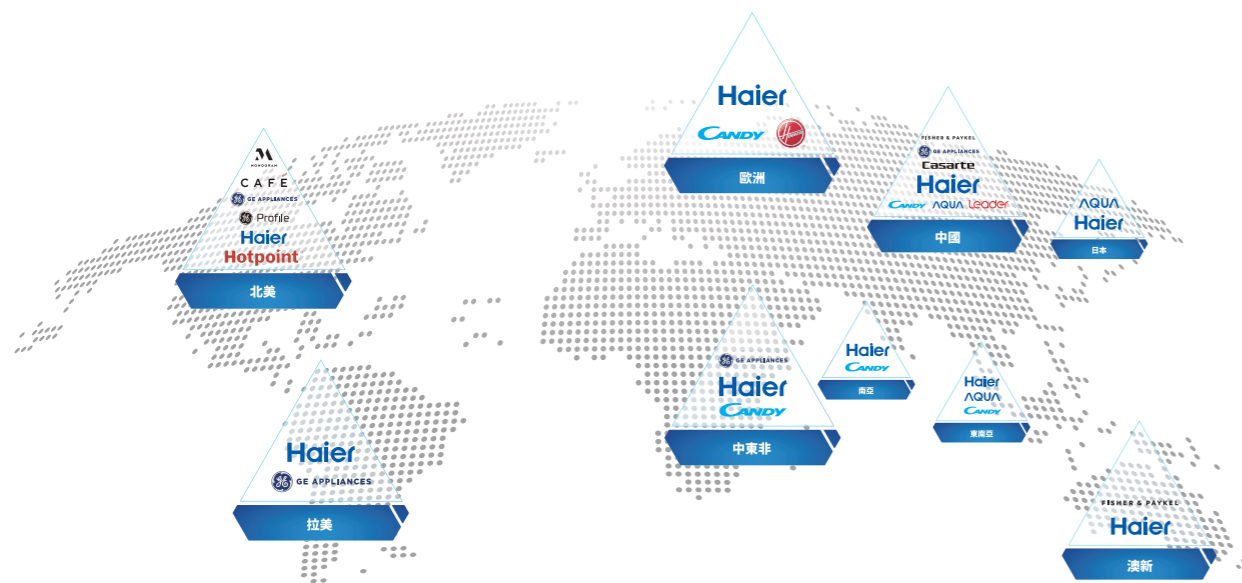 MONOGRAM
CAFÉ
GE APPLIANCES
Profile
Haier
Hotpoint
北美
Haier
GE APPLIANCES
拉美
Haier
CANDY
HOOVER
歐洲
FISHER & PAYKEL
GE APPLIANCES
Casarte
Haier
CANDY AQUA Leader
中國
AQUA
Haier
日本
GE APPLIANCES
Haier
CANDY
中東非
Haier
CANDY
南亞
Haier
AQUA
CANDY
東南亞
FISHER & PAYKEL
Haier
澳新